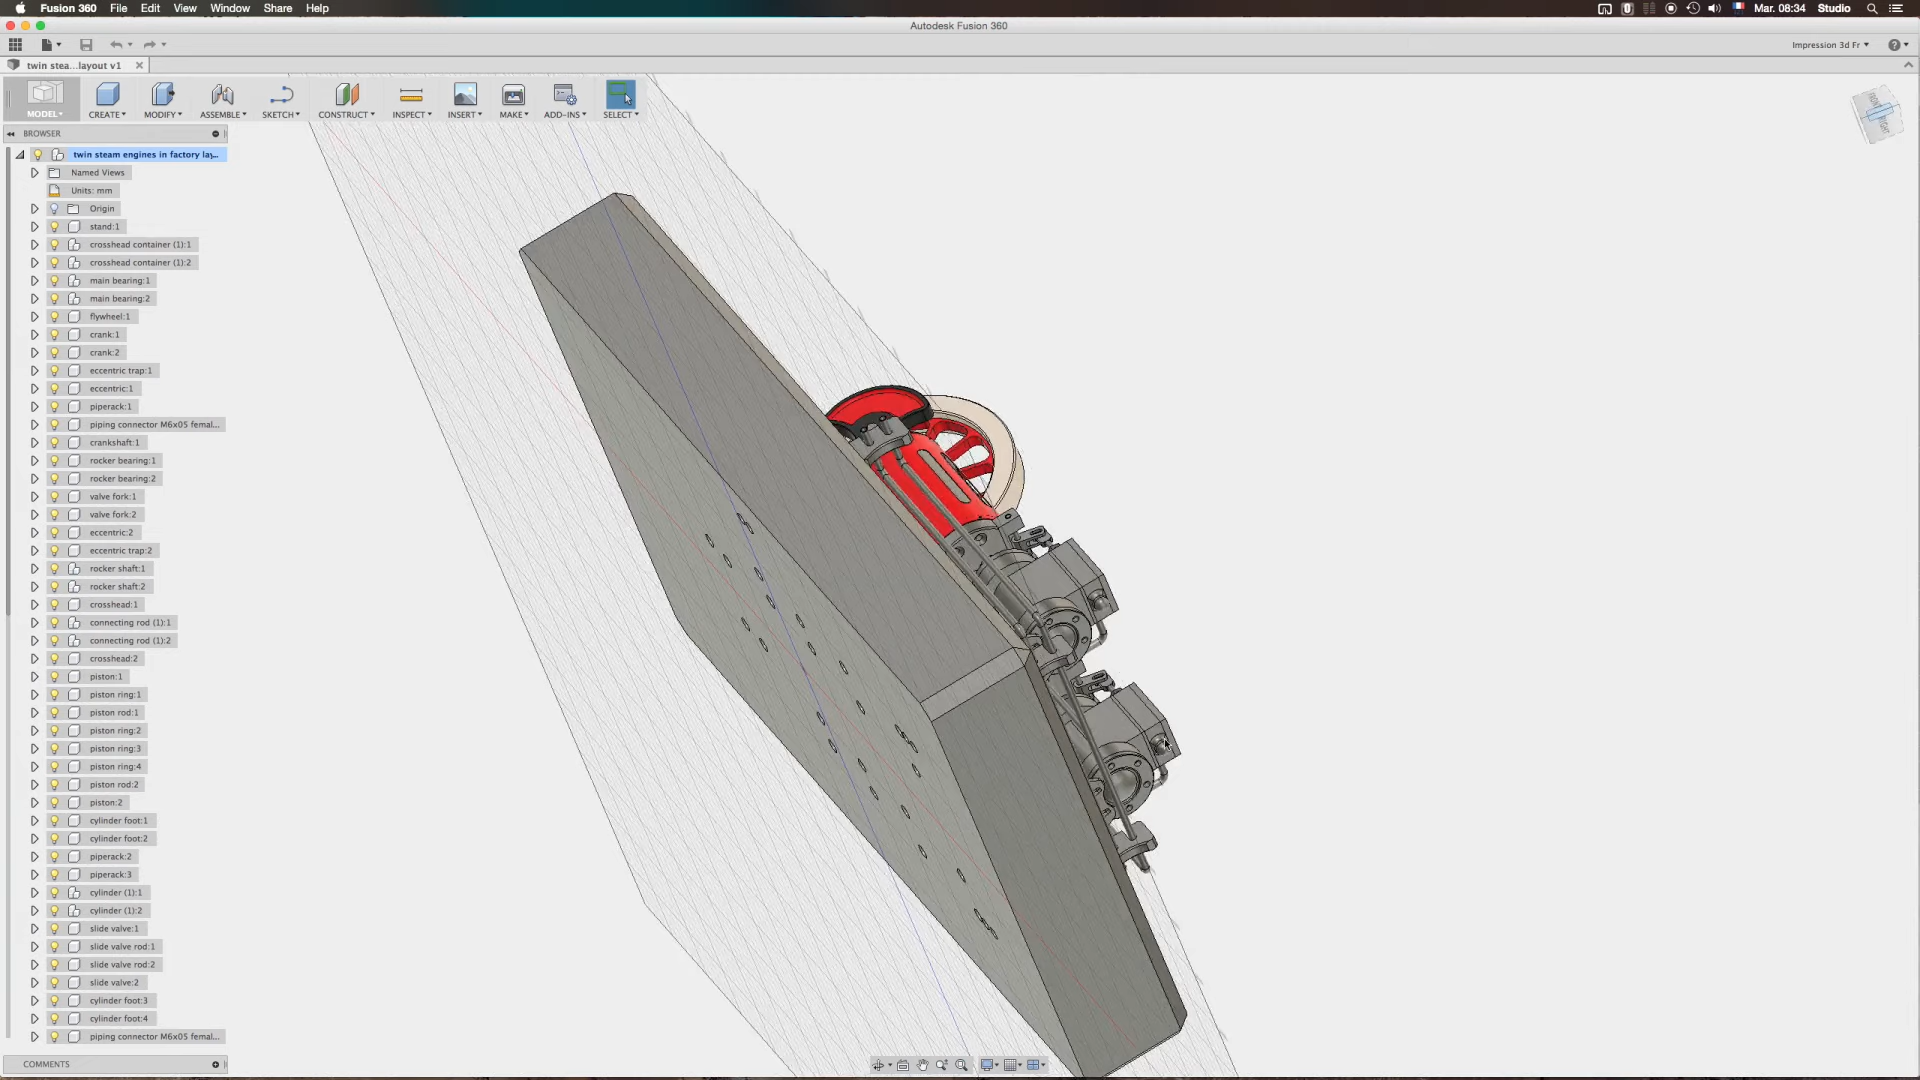 Fusion 360 File Edit View Window Share Help Mar. 08:34 Studio
Autodesk Fusion 360
Impression 3d Fr
twin stea...layout v1
MODEL CREATE MODIFY ASSEMBLE SKETCH CONSTRUCT INSPECT INSERT MAKE ADD-INS SELECT
BROWSER
twin steam engines in factory lay...
Named Views
Units: mm
Origin
stand:1
crosshead container (1):1
crosshead container (1):2
main bearing:1
main bearing:2
flywheel:1
crank:1
crank:2
eccentric trap:1
eccentric:1
piperack:1
piping connector M6x05 femal...
crankshaft:1
rocker bearing:1
rocker bearing:2
valve fork:1
valve fork:2
eccentric:2
eccentric trap:2
rocker shaft:1
rocker shaft:2
crosshead:1
connecting rod (1):1
connecting rod (1):2
crosshead:2
piston:1
piston ring:1
piston rod:1
piston ring:2
piston ring:3
piston ring:4
piston rod:2
piston:2
cylinder foot:1
cylinder foot:2
piperack:2
piperack:3
cylinder (1):1
cylinder (1):2
slide valve:1
slide valve rod:1
slide valve rod:2
slide valve:2
cylinder foot:3
cylinder foot:4
piping connector M6x05 femal...
COMMENTS